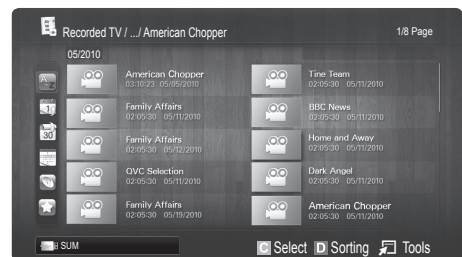 Recorded TV / .../ American Chopper
1/8 Page
05/2010
American Chopper
03:10:23 05/05/2010
Family Affairs
02:05:30 05/11/2010
Family Affairs
02:05:30 05/12/2010
QVC Selection
02:05:30 05/11/2010
Family Affairs
02:05:30 05/19/2010
Tine Team
02:05:30 05/11/2010
BBC News
02:05:30 05/11/2010
Home and Away
02:05:30 05/11/2010
Dark Angel
02:05:30 05/11/2010
American Chopper
02:05:30 05/11/2010
1
30
SUM
C Select D Sorting Tools